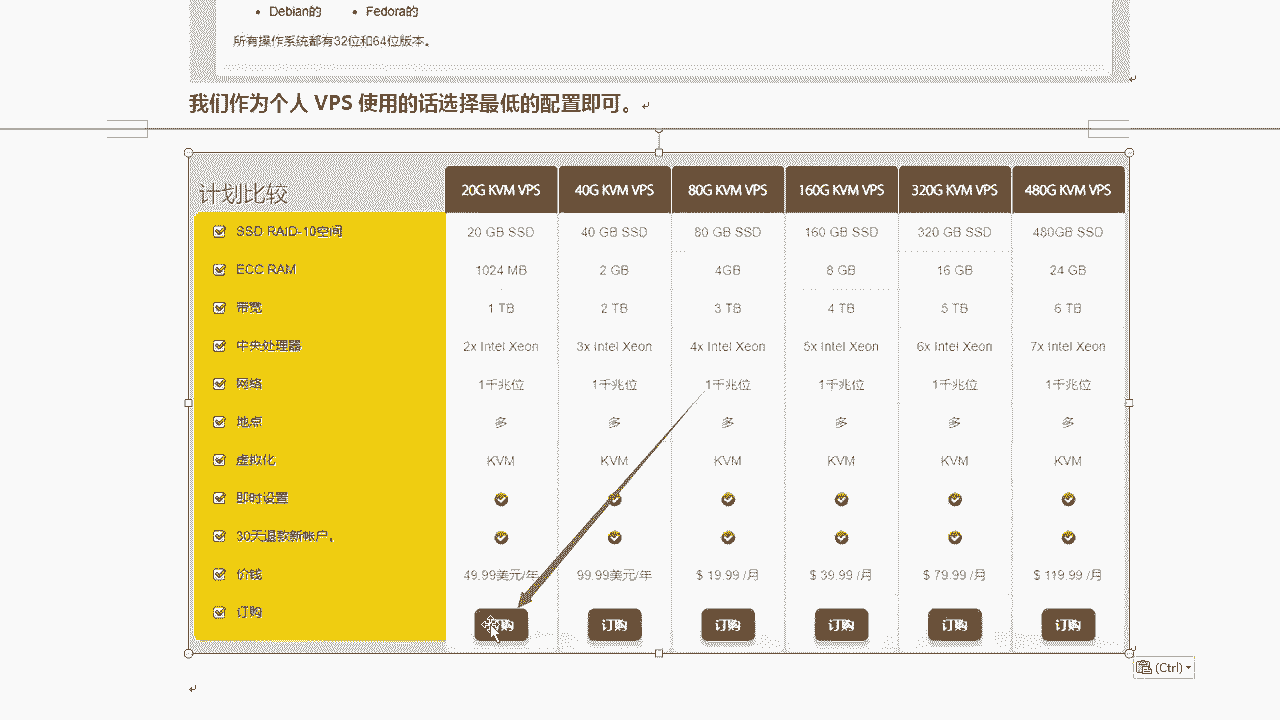 Debian的 Fedora的
所有操作系统都有32位和64位版本。
我们作为个人 VPS 使用的话选择最低的配置即可。
计划比较 20G KVM VPS 40G KVM VPS 80G KVM VPS 160G KVM VPS 320G KVM VPS 480G KVM VPS
SSD RAID-10空间 20 GB SSD 40 GB SSD 80 GB SSD 160 GB SSD 320 GB SSD 480GB SSD
ECC RAM 1024 MB 2 GB 4GB 8 GB 16 GB 24 GB
带宽 1 TB 2 TB 3 TB 4 TB 5 TB 6 TB
中央处理器 2x Intel Xeon 3x Intel Xeon 4x Intel Xeon 5x Intel Xeon 6x Intel Xeon 7x Intel Xeon
网络 1千兆位 1千兆位 1千兆位 1千兆位 1千兆位 1千兆位
地点 多 多 多 多 多 多
虚拟化 KVM KVM KVM KVM KVM KVM
即时设置
30天退款新帐户。
价钱 49.99美元/年 99.99美元/年 $ 19.99 /月 $ 39.99 /月 $ 79.99 /月 $ 119.99 /月
订购 购 订购 订购 订购 订购 订购
(Ctrl)